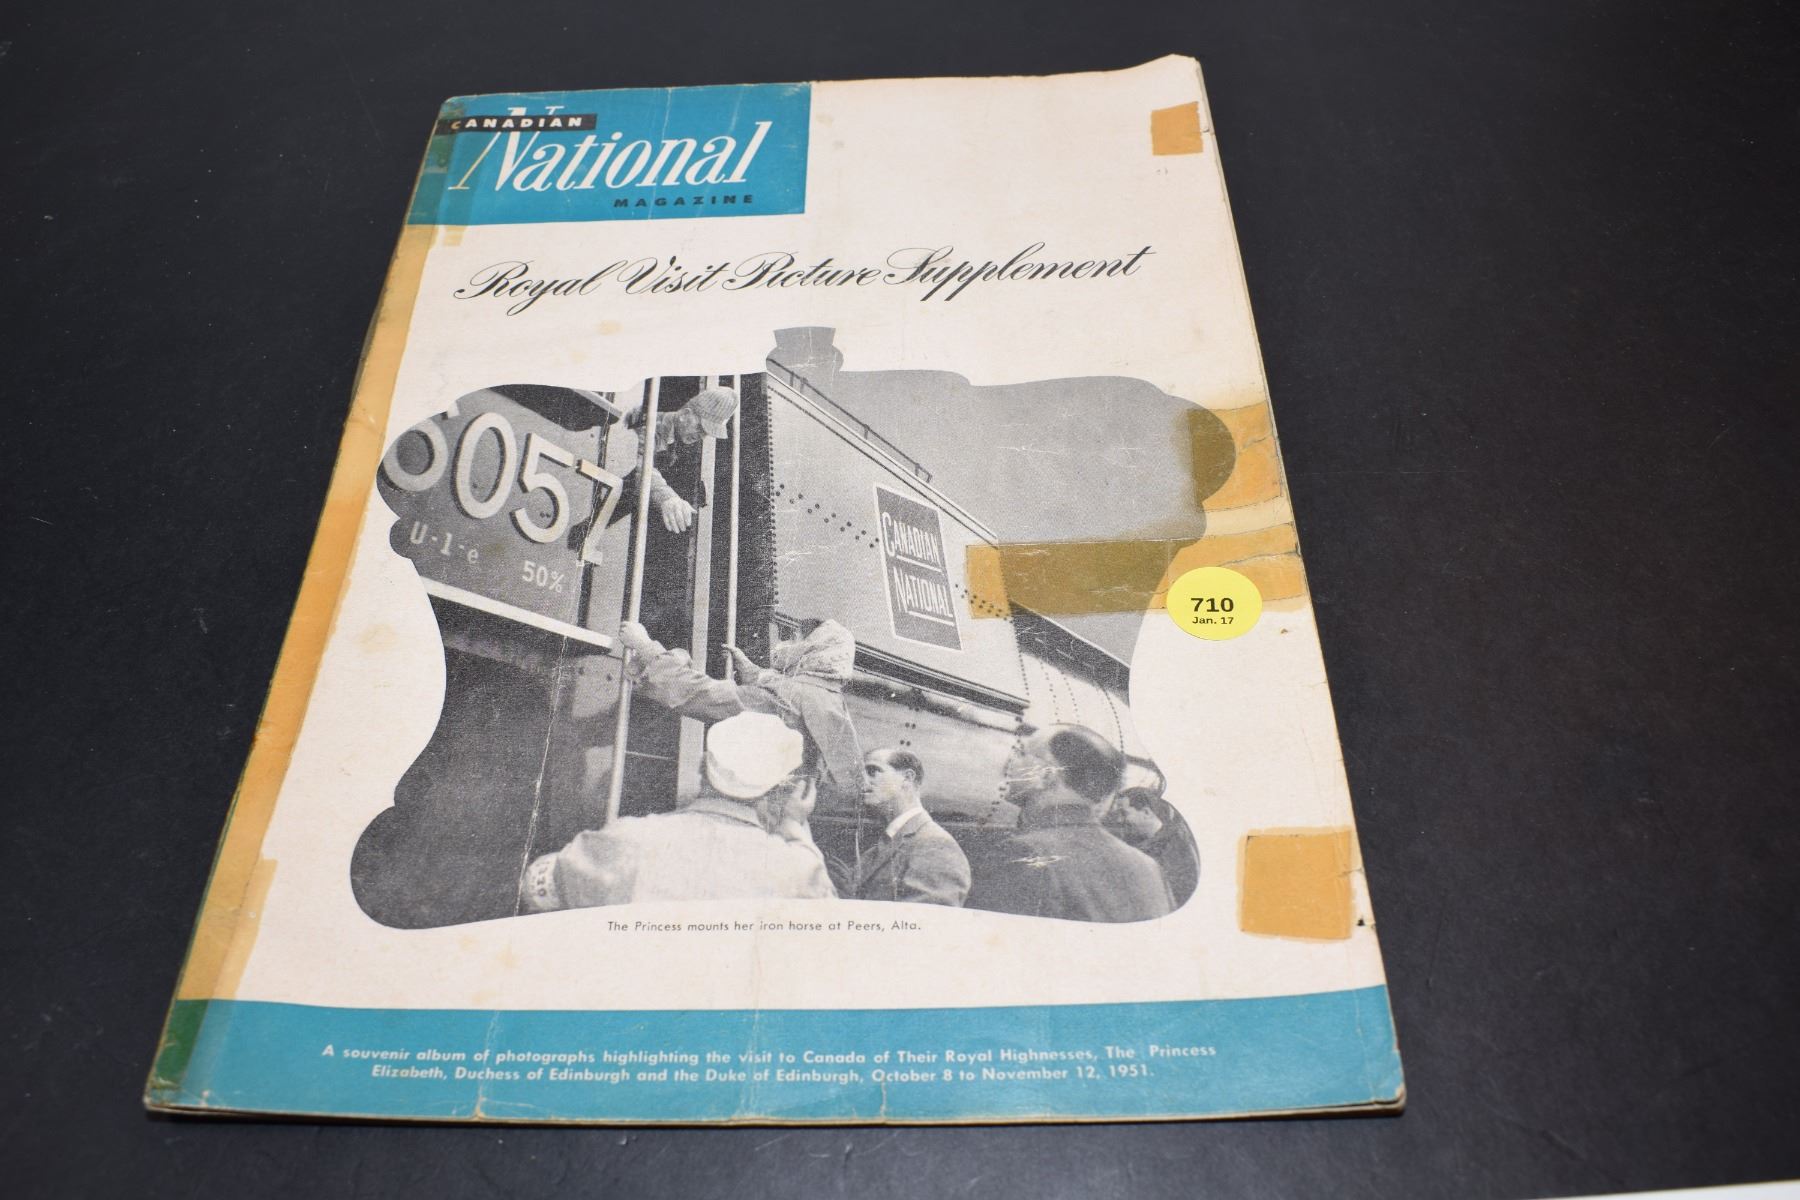 CANADIAN
National
MAGAZINE
Royal Visit Picture Supplement
6057
U-1-e
50%
CANADIAN
NATIONAL
710
Jan. 17
The Princess mounts her iron horse at Peers, Alta.
A souvenir album of photographs highlighting the visit to Canada of Their Royal Highnesses, The Princess
Elizabeth, Duchess of Edinburgh and the Duke of Edinburgh, October 8 to November 12, 1951.